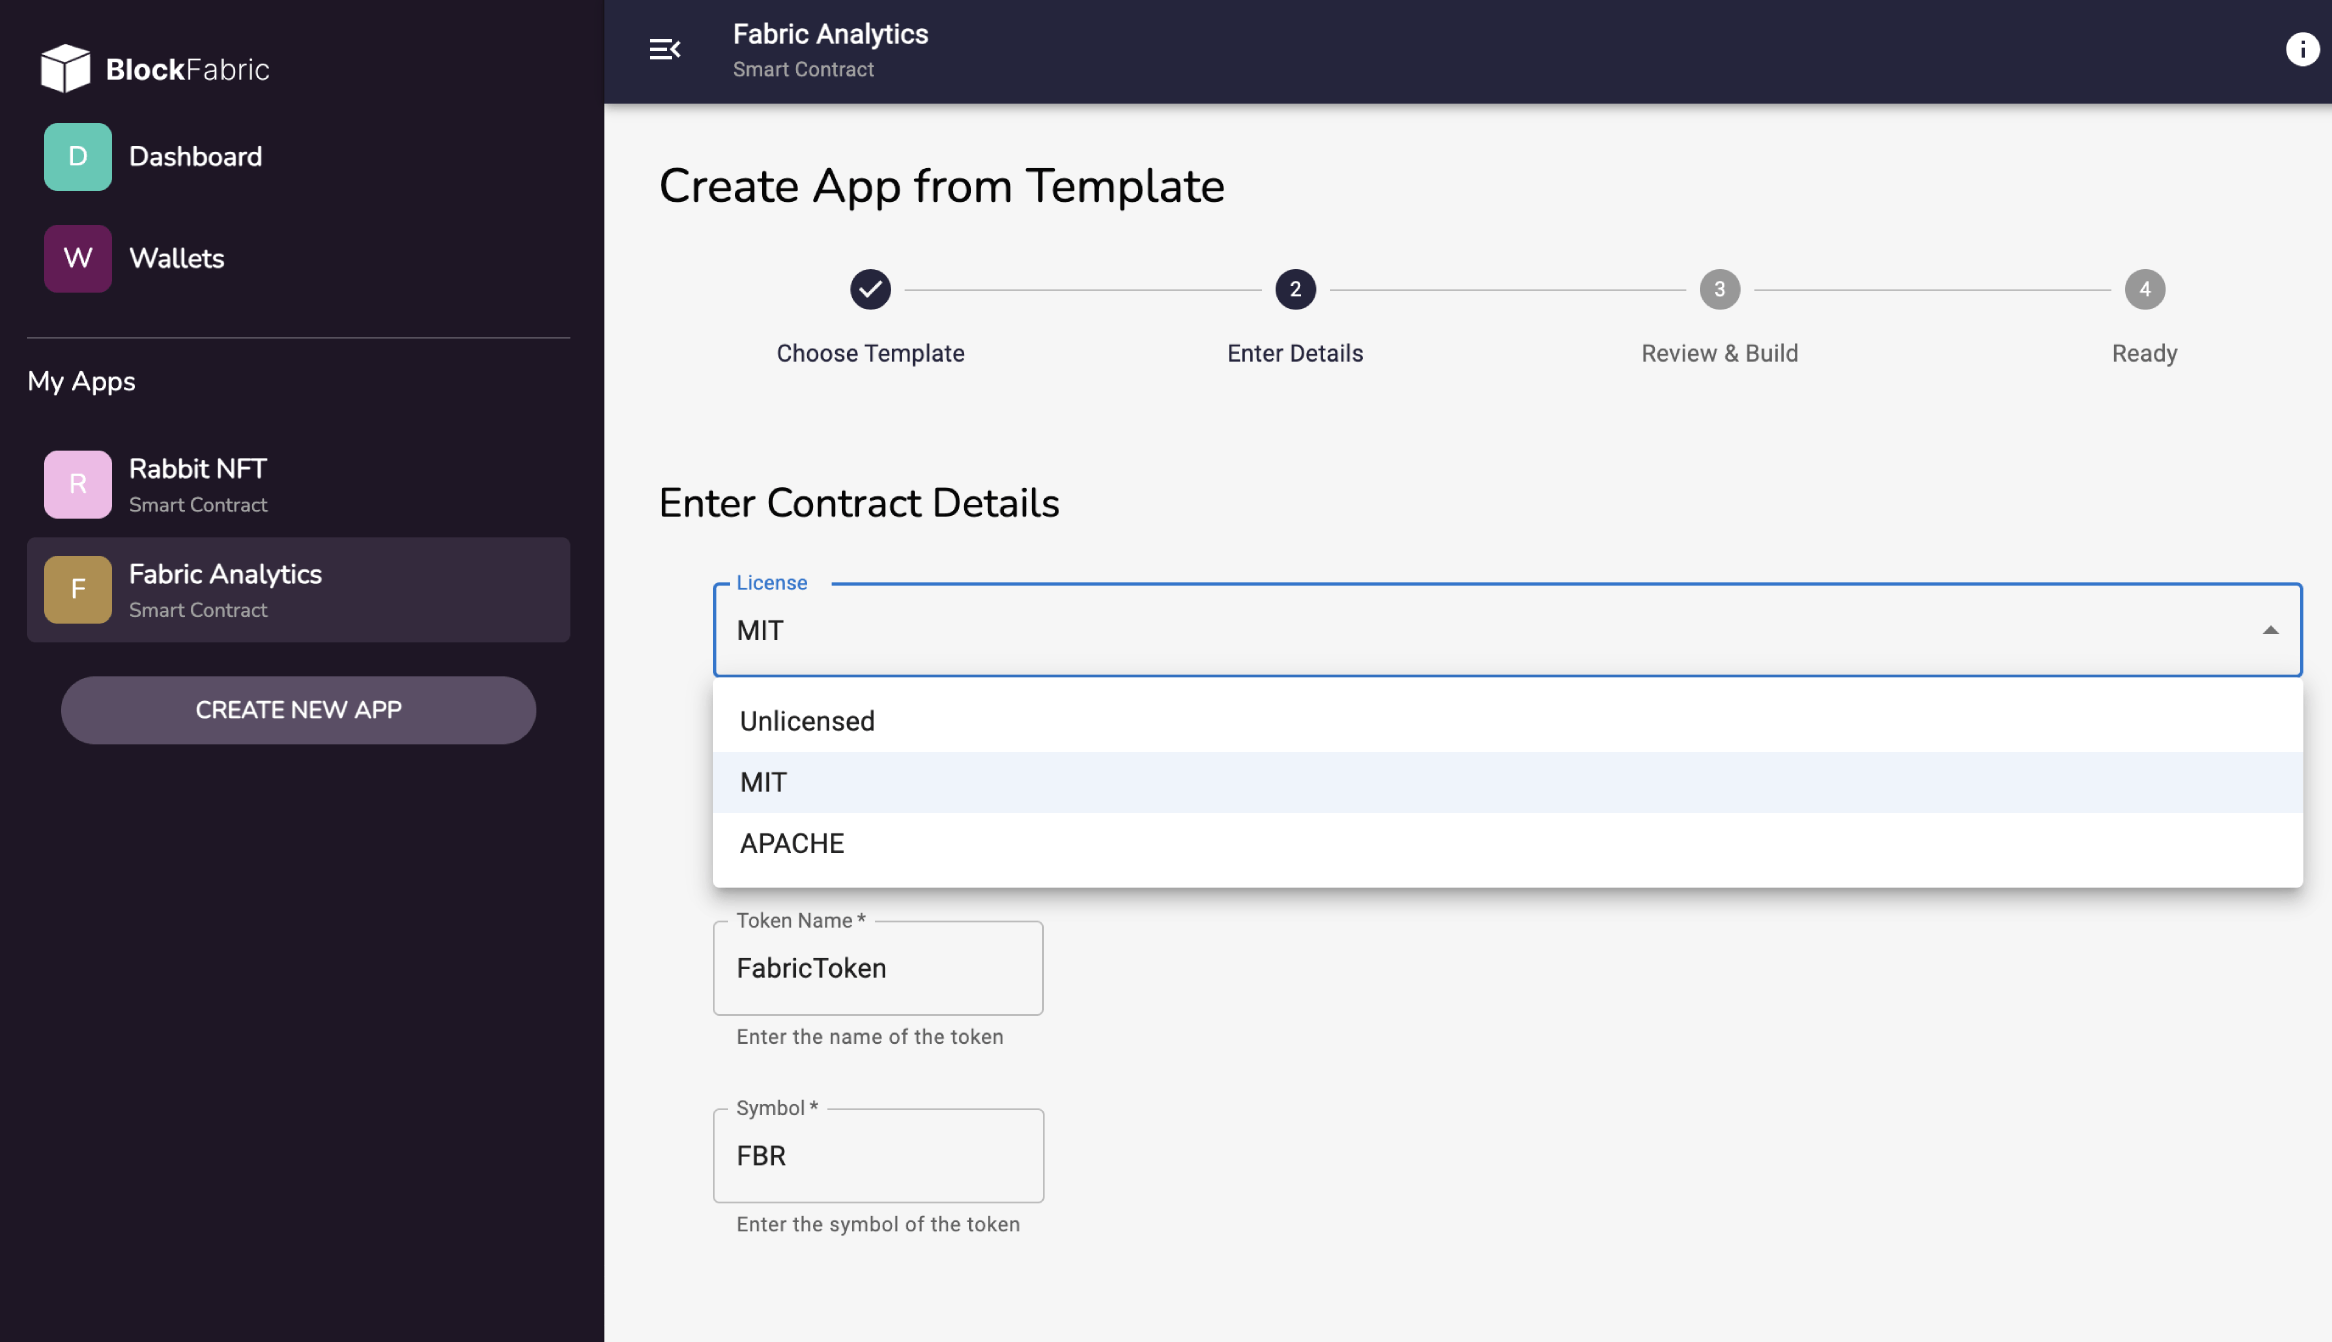 BlockFabric
D Dashboard
W Wallets
My Apps
R Rabbit NFT
Smart Contract
F Fabric Analytics
Smart Contract
CREATE NEW APP
Fabric Analytics
Smart Contract
i
Create App from Template
2 3 4
Choose Template Enter Details Review & Build Ready
Enter Contract Details
License
MIT
Unlicensed
MIT
APACHE
Token Name *
FabricToken
Enter the name of the token
Symbol *
FBR
Enter the symbol of the token